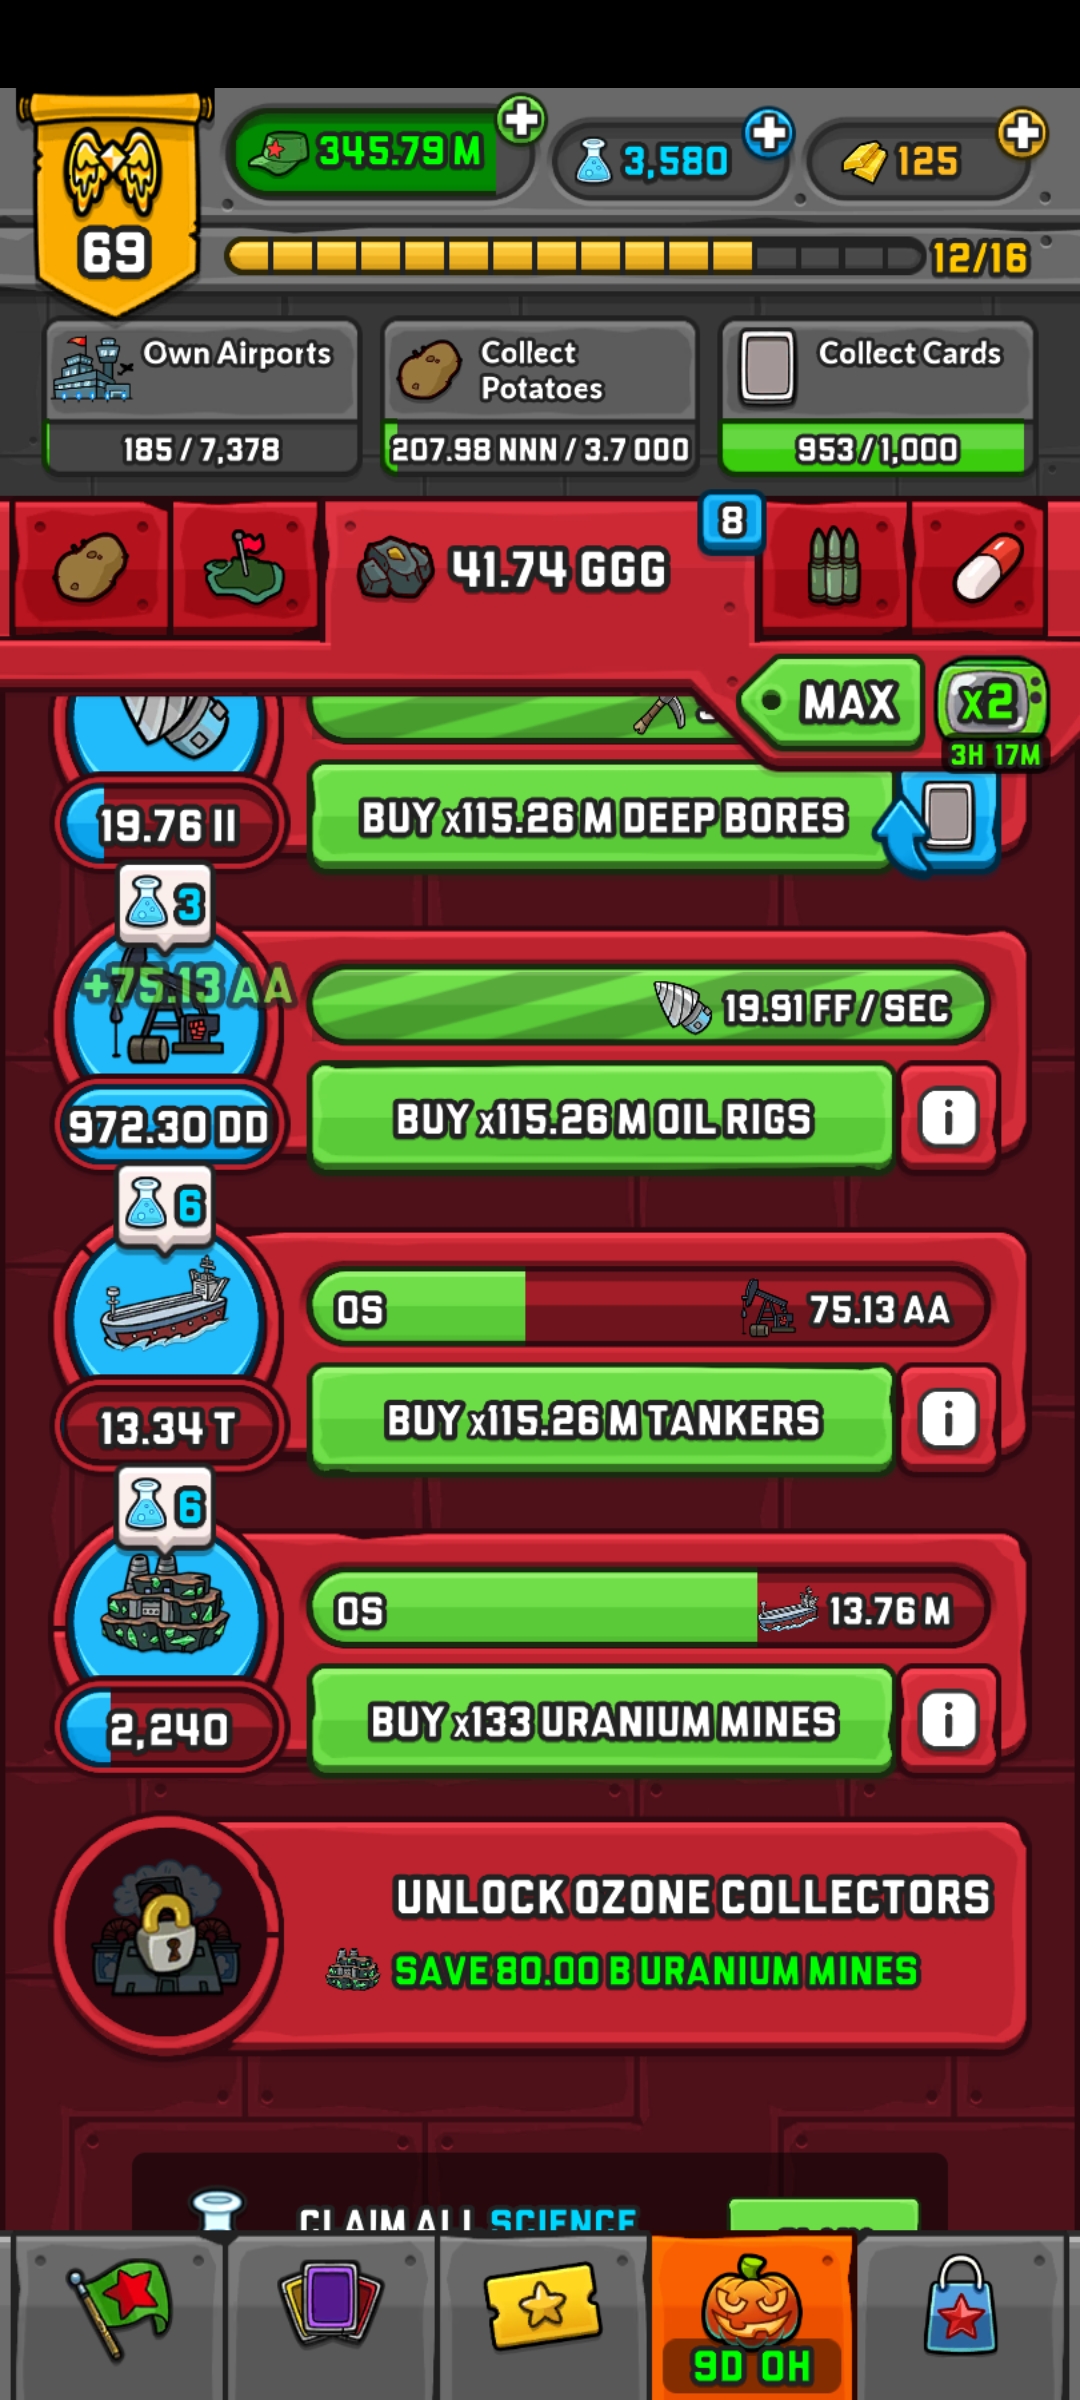 69
345.79 M
3,580
125
12/16
Own Airports
185 / 7,378
Collect
Potatoes
207.98 NNN / 3.7 OOO
Collect Cards
953 / 1,000
41.74 GGG
8
MAX
x2
3H 17M
19.76 II
BUY x115.26 M DEEP BORES
3
+75.13 AA
19.91 FF / SEC
972.30 DD
BUY x115.26 M OIL RIGS
i
6
0S
75.13 AA
13.34 T
BUY x115.26 M TANKERS
i
6
0S
13.76 M
2,240
BUY x133 URANIUM MINES
i
UNLOCK OZONE COLLECTORS
SAVE 80.00 B URANIUM MINES
CLAIM ALL SCIENCE
9D 0H